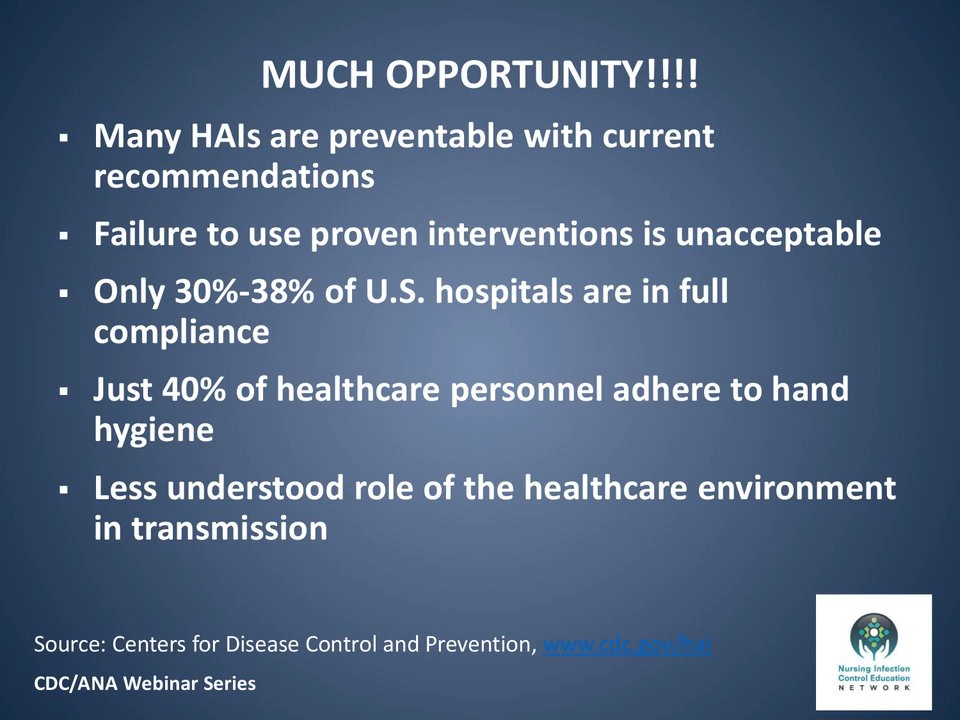 MUCH OPPORTUNITY!!!!
▪ Many HAIs are preventable with current
recommendations
▪ Failure to use proven interventions is unacceptable
▪ Only 30%-38% of U.S. hospitals are in full
compliance
▪ Just 40% of healthcare personnel adhere to hand
hygiene
▪ Less understood role of the healthcare environment
in transmission
Source: Centers for Disease Control and Prevention, www.cdc.gov/hai
CDC/ANA Webinar Series
Nursing Infection
Control Education
NETWORK